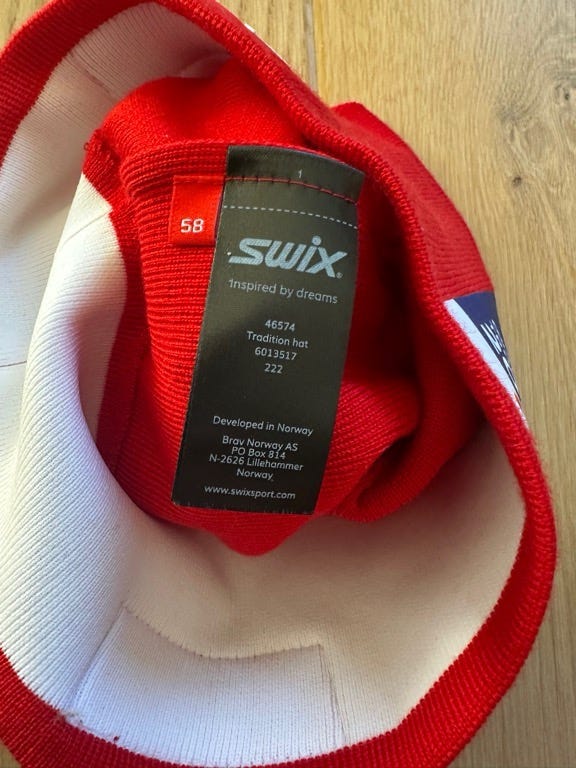 1
58
swix®
Inspired by dreams
46574
Tradition hat
6013517
222
Developed in Norway
Brav Norway AS
PO Box 814
N-2626 Lillehammer
Norway
www.swixsport.com